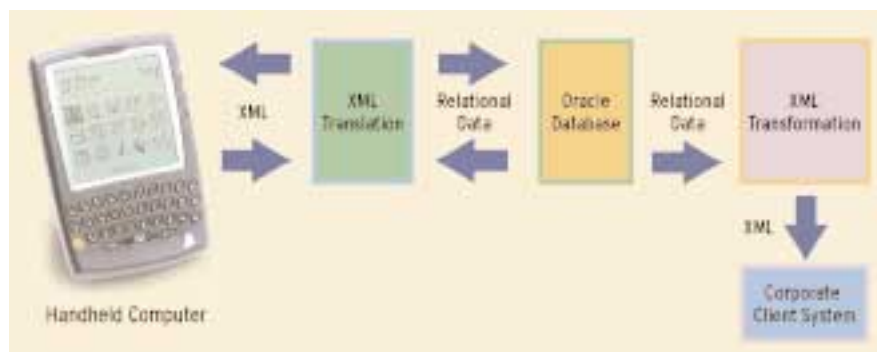 XML
XML
Translation
Relational
Data
Oracle
Database
Relational
Data
XML
Transformation
XML
Corporate
Client System
Handheld Computer